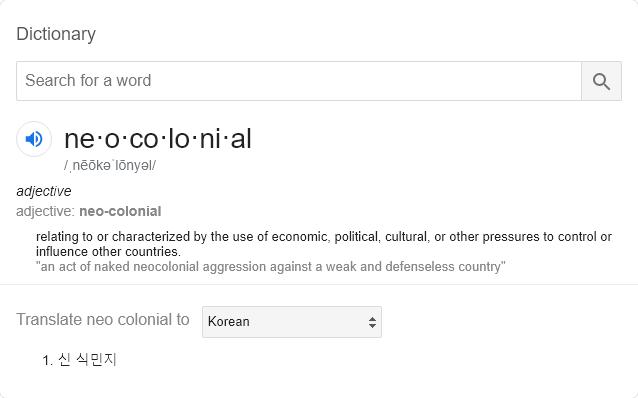 Dictionary
Search for a word
ne·o·co·lo·ni·al
/ˌnēōkəˈlōnyəl/
adjective
adjective: neo-colonial
relating to or characterized by the use of economic, political, cultural, or other pressures to control or
influence other countries.
"an act of naked neocolonial aggression against a weak and defenseless country"
Translate neo colonial to Korean
1. 신 식민지